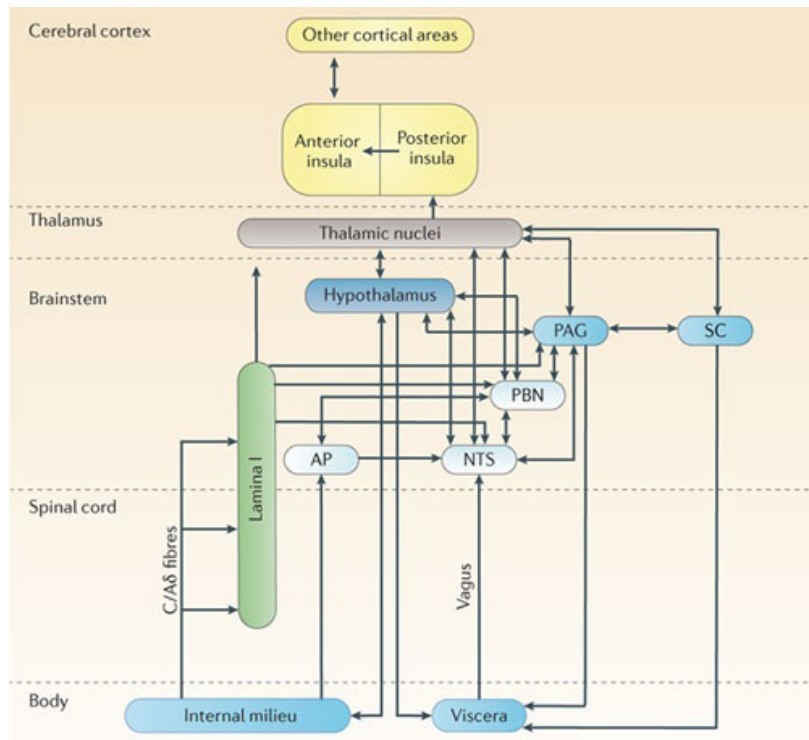 Cerebral cortex
Other cortical areas
Anterior
insula
Posterior
insula
Thalamus
Thalamic nuclei
Brainstem
Hypothalamus
PAG
SC
PBN
AP
NTS
Lamina I
Spinal cord
C/Aδ fibres
Vagus
Body
Internal milieu
Viscera